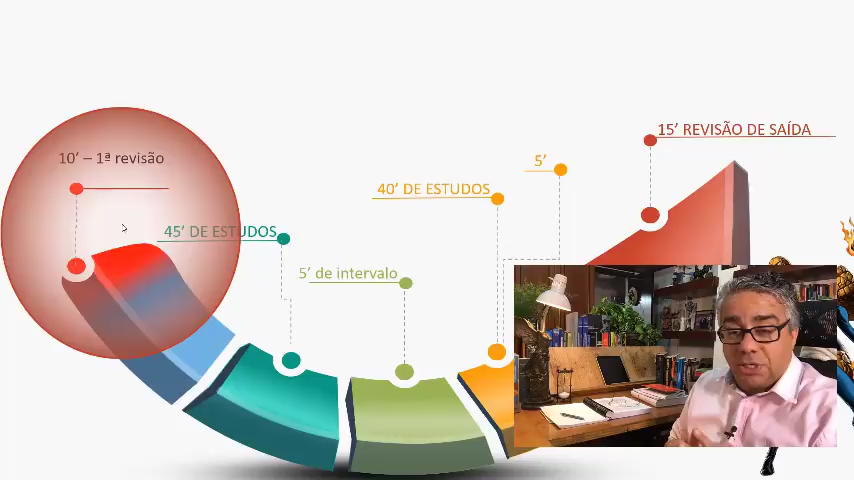 10’ – 1ª revisão
45’ DE ESTUDOS
5’ de intervalo
40’ DE ESTUDOS
5’
15’ REVISÃO DE SAÍDA